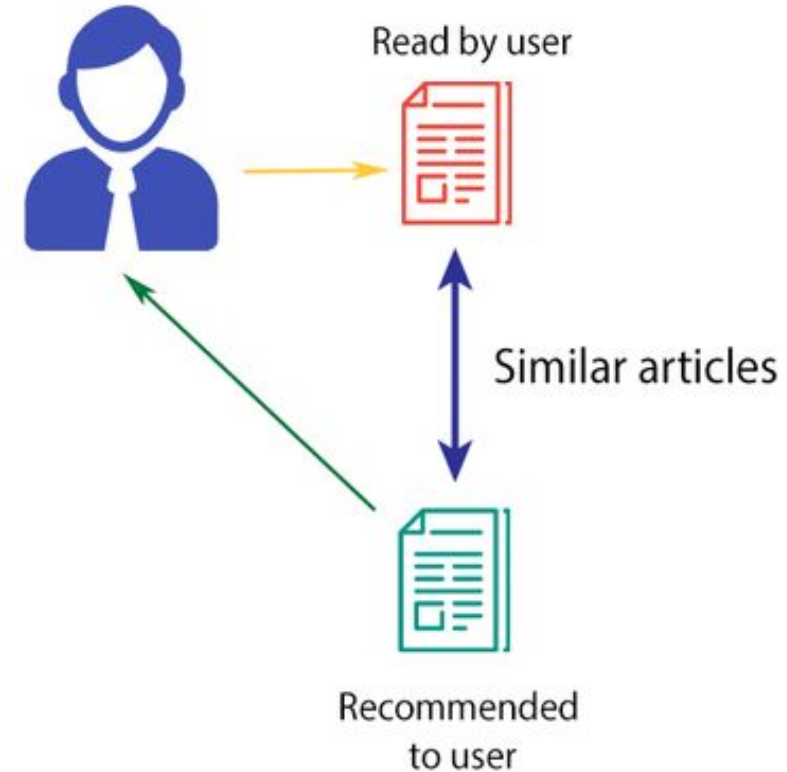 Read by user
Similar articles
Recommended
to user